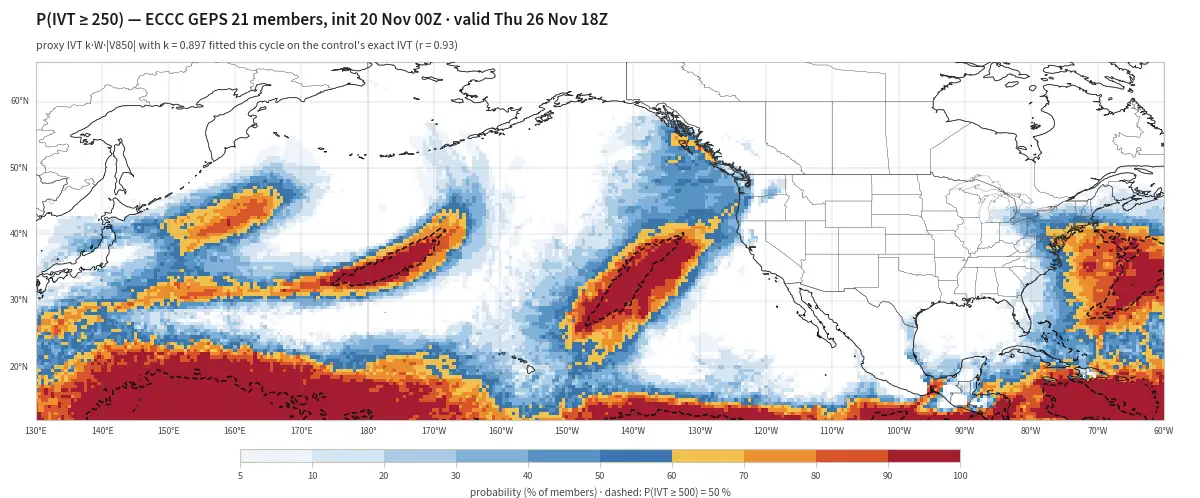 P(IVT ≥ 250) — ECCC GEPS 21 members, init 20 Nov 00Z · valid Thu 26 Nov 18Z
proxy IVT k·W·|V850| with k = 0.897 fitted this cycle on the control's exact IVT (r = 0.93)
60°N
50°N
40°N
30°N
20°N
130°E 140°E 150°E 160°E 170°E 180° 170°W 160°W 150°W 140°W 130°W 120°W 110°W 100°W 90°W 80°W 70°W 60°W
5 10 20 30 40 50 60 70 80 90 100
probability (% of members) · dashed: P(IVT ≥ 500) = 50 %